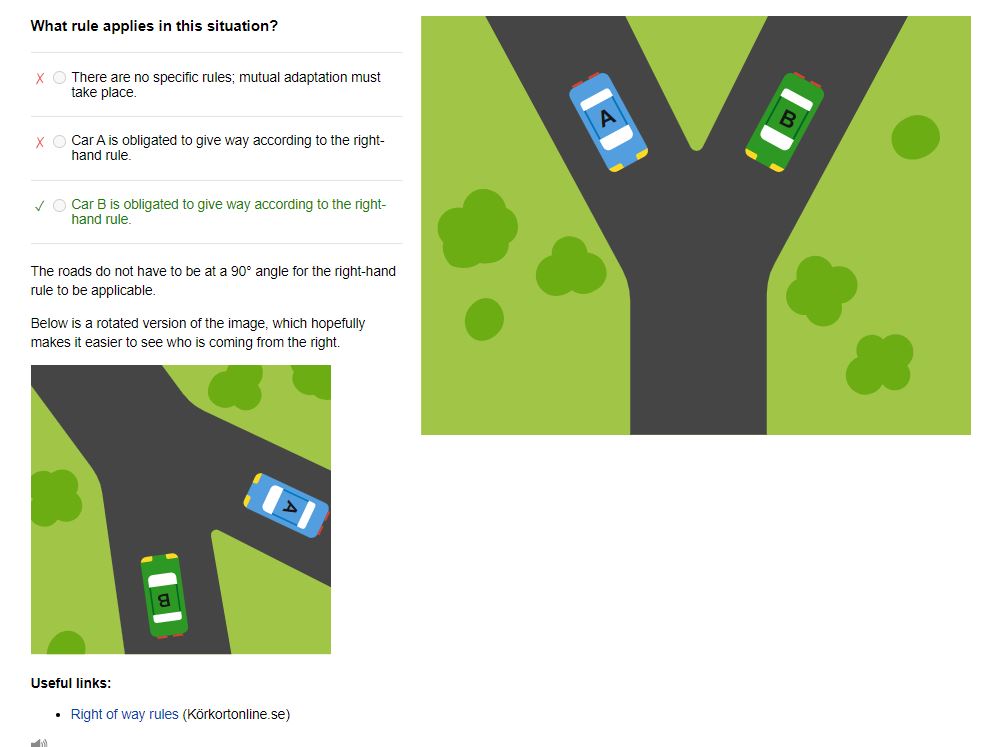 What rule applies in this situation?
There are no specific rules; mutual adaptation must
take place.
Car A is obligated to give way according to the right-
hand rule.
Car B is obligated to give way according to the right-
hand rule.
The roads do not have to be at a 90° angle for the right-hand
rule to be applicable.
Below is a rotated version of the image, which hopefully
makes it easier to see who is coming from the right.
A
B
Useful links:
• Right of way rules (Körkortonline.se)
A
B